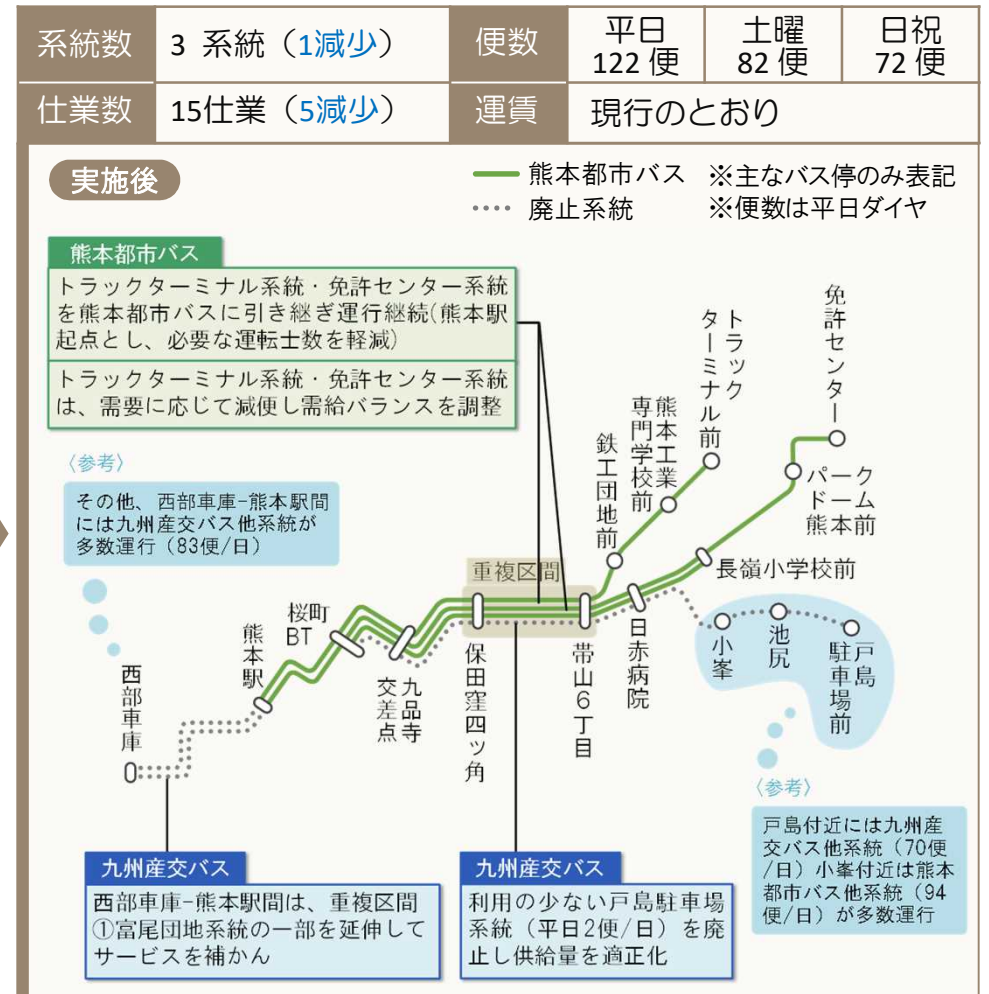 系統数 3 系統（1減少） 便数 平日 土曜 日祝
122 便 82 便 72 便
仕業数 15仕業（5減少） 運賃 現行のとおり
実施後
熊本都市バス ※主なバス停のみ表記
廃止系統 ※便数は平日ダイヤ
熊本都市バス
トラックターミナル系統・免許センター系統
を熊本都市バスに引き継ぎ運行継続(熊本駅
起点とし、必要な運転士数を軽減)
トラックターミナル系統・免許センター系統
は、需要に応じて減便し需給バランスを調整
〈参考〉
その他、西部車庫-熊本駅間
には九州産交バス他系統が
多数運行（83便/日）
西部車庫
熊本駅
桜町
BT
九品寺
交差点
重複区間
保田窪四ッ角
帯山6丁目
鉄工団地前
熊本工業
専門学校前
トラック
ターミナル前
免許センター
パーク
ドーム
熊本前
長嶺小学校前
日赤病院
小峯
池尻
戸島
駐車場前
〈参考〉
戸島付近には九州産
交バス他系統（70便
/日）小峯付近は熊本
都市バス他系統（94
便/日）が多数運行
九州産交バス
西部車庫-熊本駅間は、重複区間
①富尾団地系統の一部を延伸して
サービスを補かん
九州産交バス
利用の少ない戸島駐車場
系統（平日2便/日）を廃
止し供給量を適正化